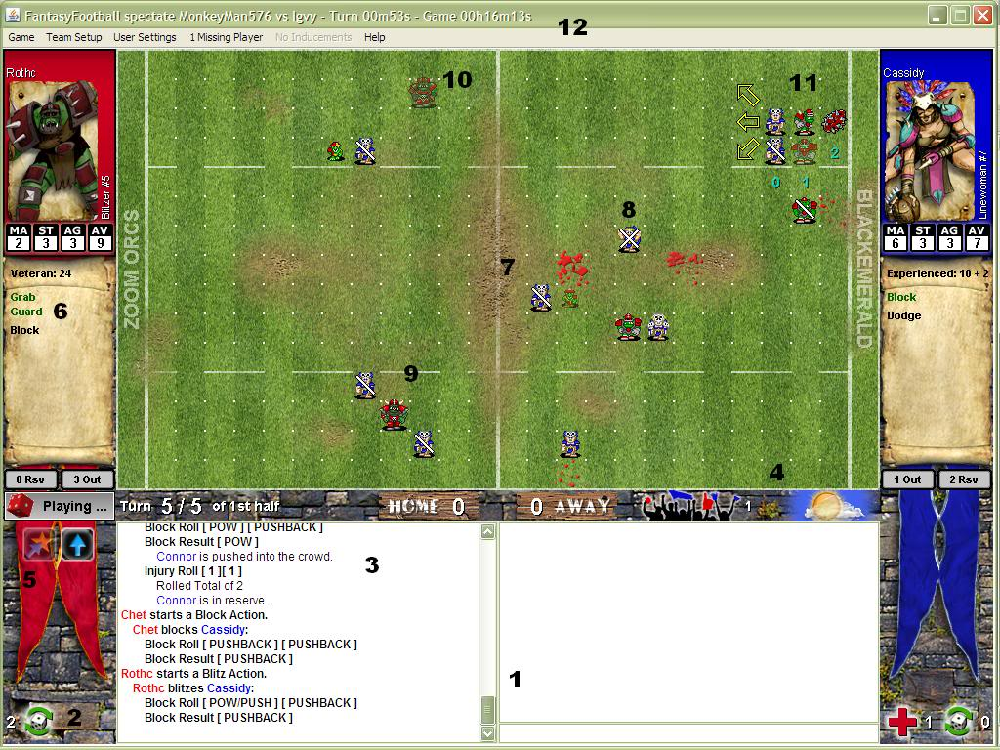 FantasyFootball spectate MonkeyMan576 vs Igvy - Turn 00m53s - Game 00h16m13s
12
Game Team Setup User Settings 1 Missing Player No Inducements Help
Rothc
Blitzer #5
MA ST AG AV
2 3 3 9
Veteran: 24
Grab
Guard
6
Block
0 Rsv 3 Out
10
11
2
0 1
8
7
9
4
ZOOM ORCS
BLACKEMERALD
Cassidy
Linewoman #7
MA ST AG AV
6 3 3 7
Experienced: 10 + 2
Block
Dodge
1 Out 2 Rsv
Playing ...
Turn 5 / 5 of 1st half
HOME 0
0 AWAY
1
5
Block Roll [ POW ] [ PUSHBACK ]
Block Result [ POW ]
Connor is pushed into the crowd.
3
Injury Roll [ 1 ][ 1 ]
Rolled Total of 2
Connor is in reserve.
Chet starts a Block Action.
Chet blocks Cassidy:
Block Roll [ PUSHBACK ] [ PUSHBACK ]
Block Result [ PUSHBACK ]
Rothc starts a Blitz Action.
Rothc blitzes Cassidy:
Block Roll [ POW/PUSH ] [ PUSHBACK ]
Block Result [ PUSHBACK ]
1
2 2
1 0